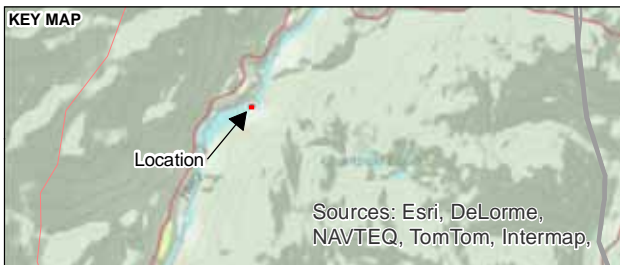 KEY MAP
Location
Sources: Esri, DeLorme,
NAVTEQ, TomTom, Intermap,